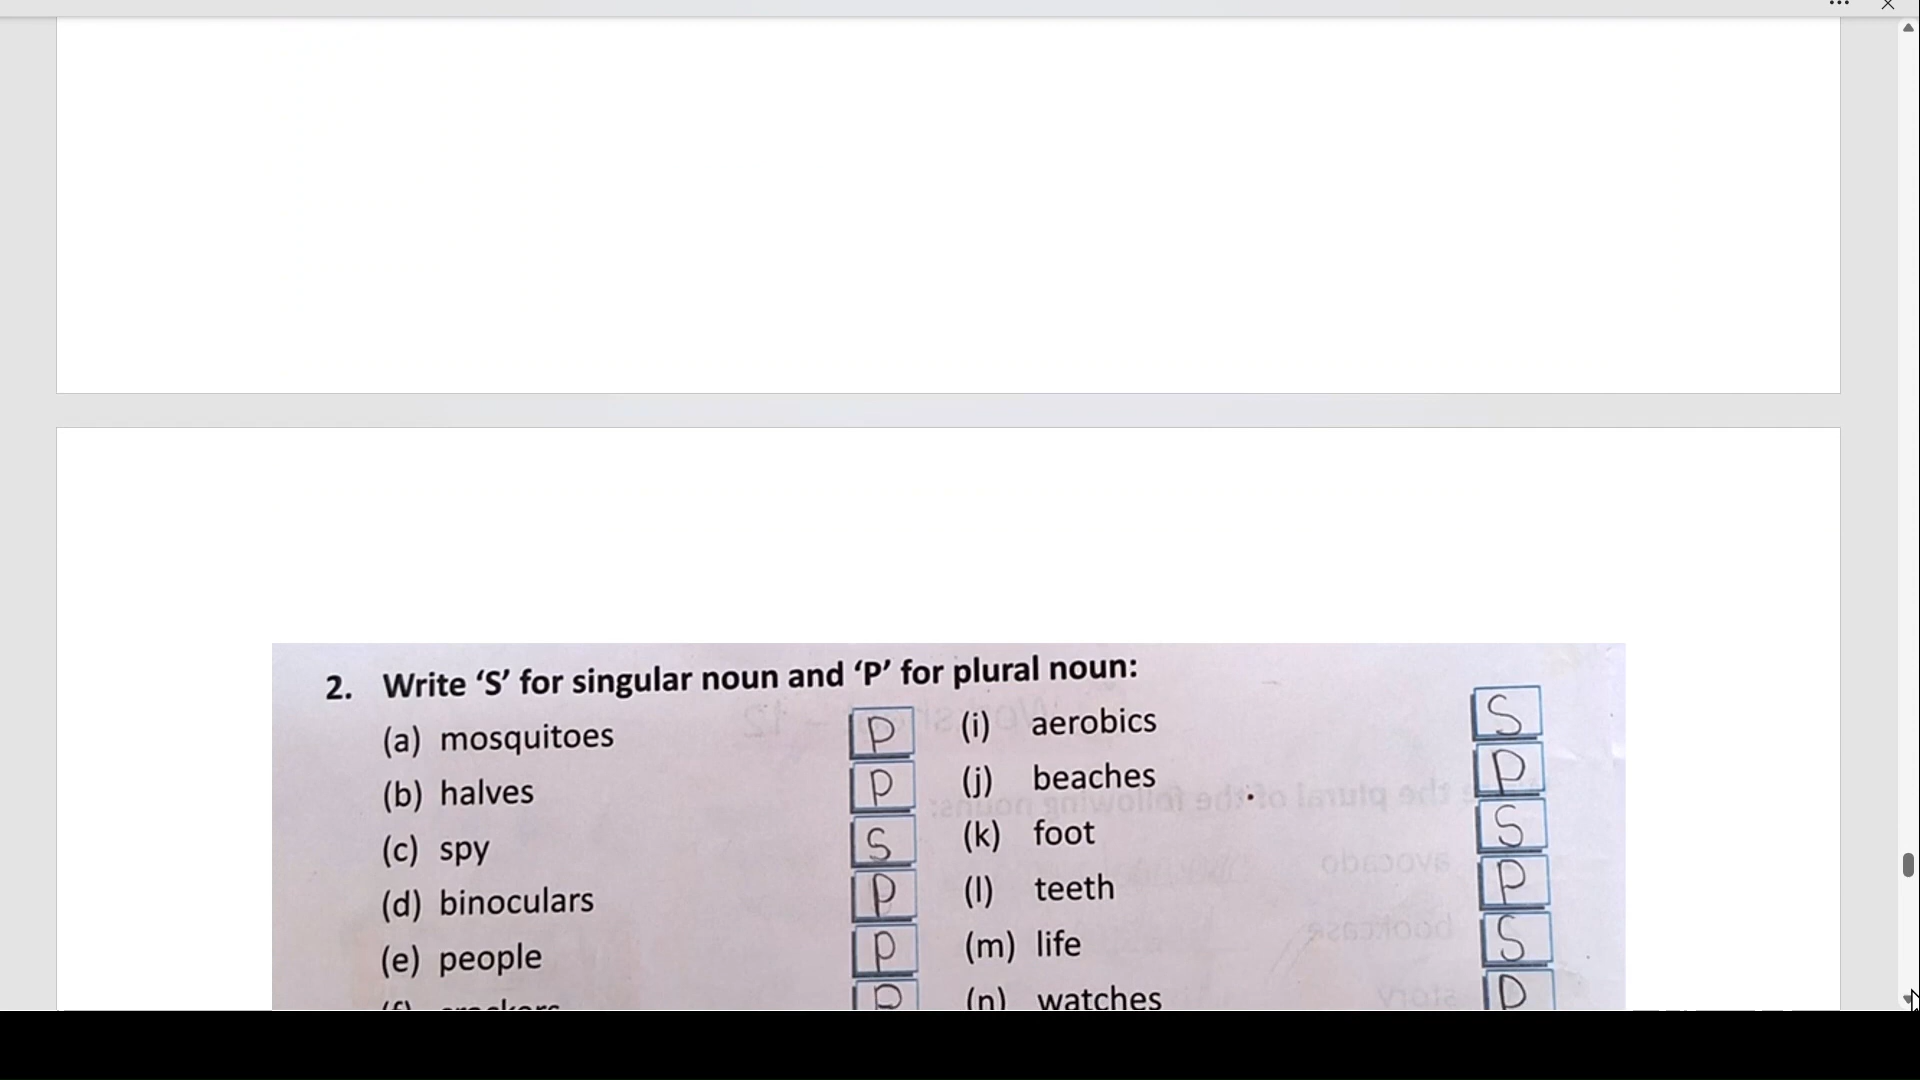 2. Write ‘S’ for singular noun and ‘P’ for plural noun:
(a) mosquitoes P (i) aerobics S
(b) halves P (j) beaches P
(c) spy S (k) foot S
(d) binoculars P (l) teeth P
(e) people P (m) life S
(f) crackers P (n) watches P